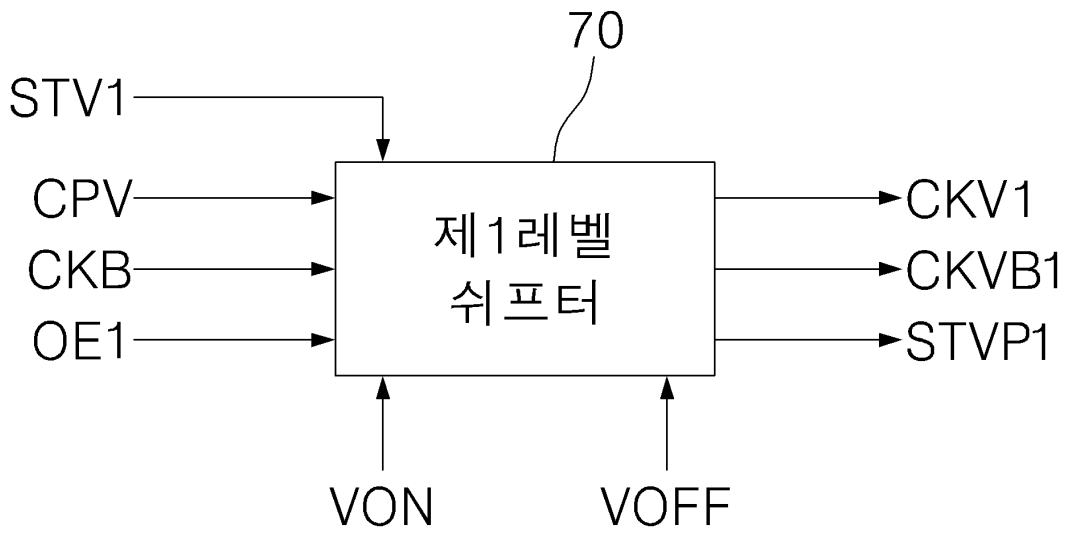 70
STV1
CPV
CKB
OE1
제1레벨
쉬프터
CKV1
CKVB1
STVP1
VON
VOFF